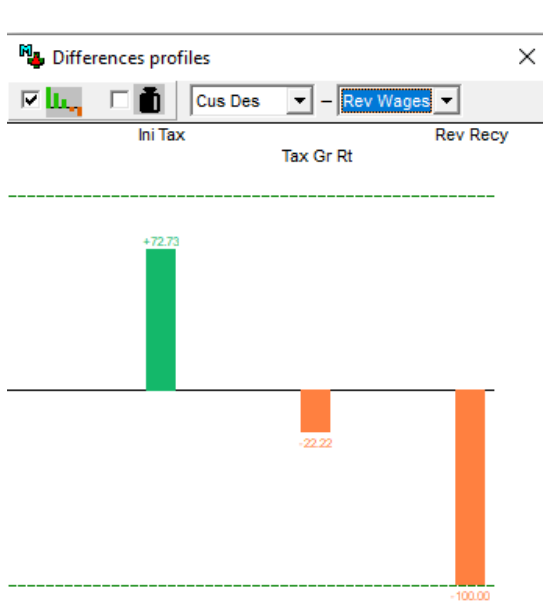 Differences profiles
Cus Des – Rev Wages
Ini Tax
Rev Recy
Tax Gr Rt
+72.73
-22.22
-100.00